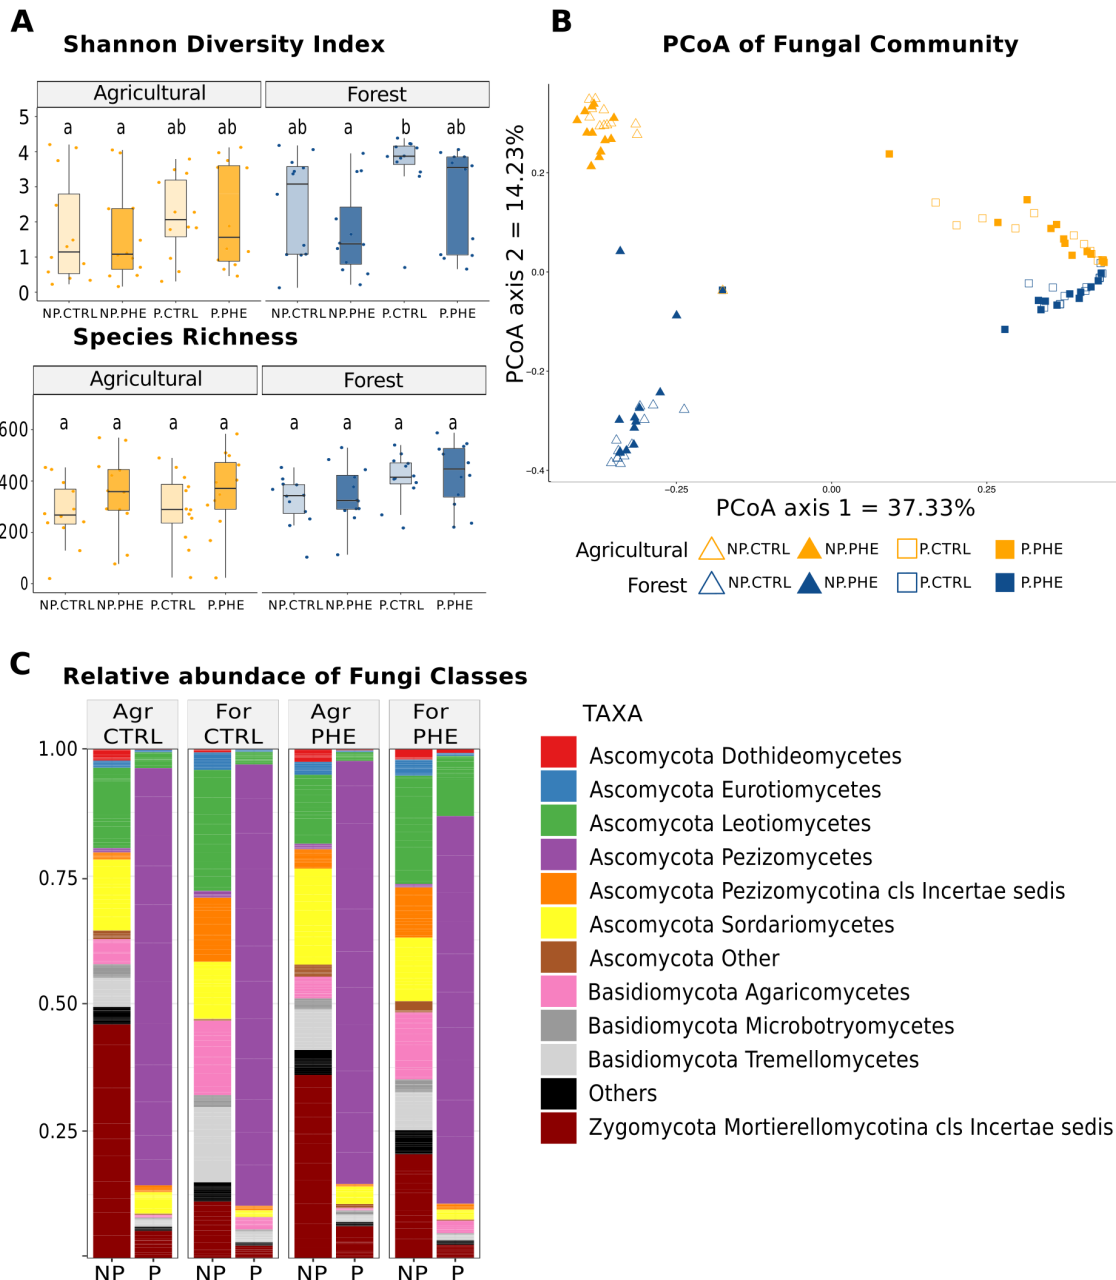 A
Shannon Diversity Index
Agricultural
Forest
5
4
3
2
1
0
a
a
ab
ab
ab
a
b
ab
NP.CTRL
NP.PHE
P.CTRL
P.PHE
NP.CTRL
NP.PHE
P.CTRL
P.PHE
Species Richness
Agricultural
Forest
600
400
200
0
a
a
a
a
a
a
a
a
NP.CTRL
NP.PHE
P.CTRL
P.PHE
NP.CTRL
NP.PHE
P.CTRL
P.PHE
B
PCoA of Fungal Community
PCoA axis 2 = 14.23%
0.2
0.0
−0.2
−0.4
−0.25
0.00
0.25
PCoA axis 1 = 37.33%
Agricultural NP.CTRL NP.PHE P.CTRL P.PHE
Forest NP.CTRL NP.PHE P.CTRL P.PHE
C
Relative abundace of Fungi Classes
Agr CTRL
For CTRL
Agr PHE
For PHE
1.00
0.75
0.50
0.25
NP P NP P NP P NP P
TAXA
Ascomycota Dothideomycetes
Ascomycota Eurotiomycetes
Ascomycota Leotiomycetes
Ascomycota Pezizomycetes
Ascomycota Pezizomycotina cls Incertae sedis
Ascomycota Sordariomycetes
Ascomycota Other
Basidiomycota Agaricomycetes
Basidiomycota Microbotryomycetes
Basidiomycota Tremellomycetes
Others
Zygomycota Mortierellomycotina cls Incertae sedis